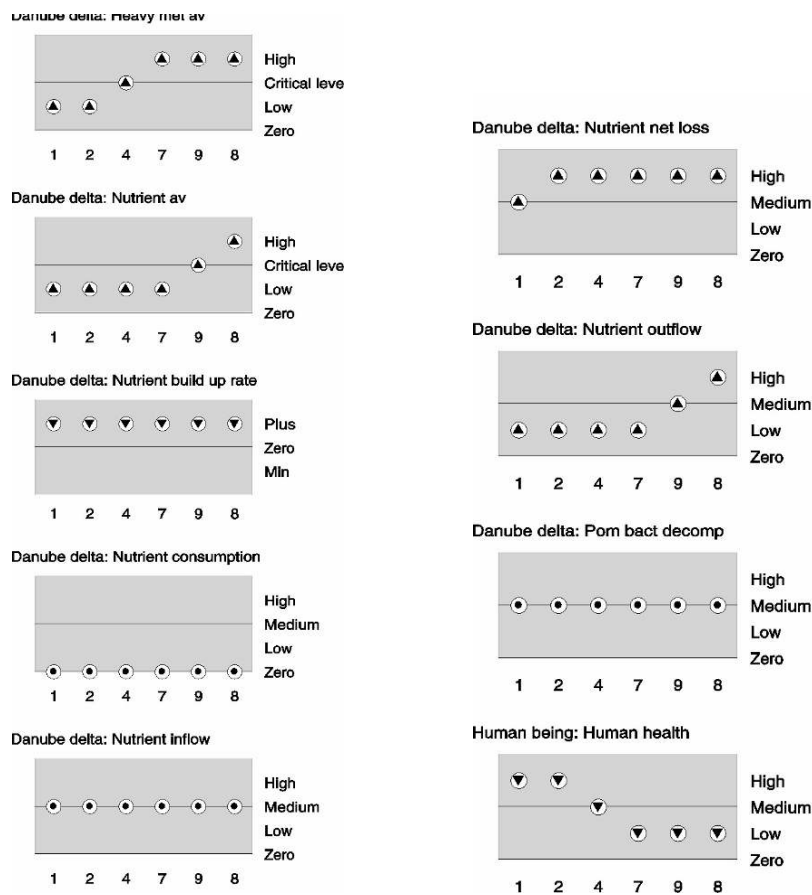 Danube delta: Heavy met av
High
Critical leve
Low
Zero
1 2 4 7 9 8
Danube delta: Nutrient av
High
Critical level
Low
Zero
1 2 4 7 9 8
Danube delta: Nutrient build up rate
Plus
Zero
Min
1 2 4 7 9 8
Danube delta: Nutrient consumption
High
Medium
Low
Zero
1 2 4 7 9 8
Danube delta: Nutrient inflow
High
Medium
Low
Zero
1 2 4 7 9 8
Danube delta: Nutrient net loss
High
Medium
Low
Zero
1 2 4 7 9 8
Danube delta: Nutrient outflow
High
Medium
Low
Zero
1 2 4 7 9 8
Danube delta: Pom bact decomp
High
Medium
Low
Zero
1 2 4 7 9 8
Human being: Human health
High
Medium
Low
Zero
1 2 4 7 9 8